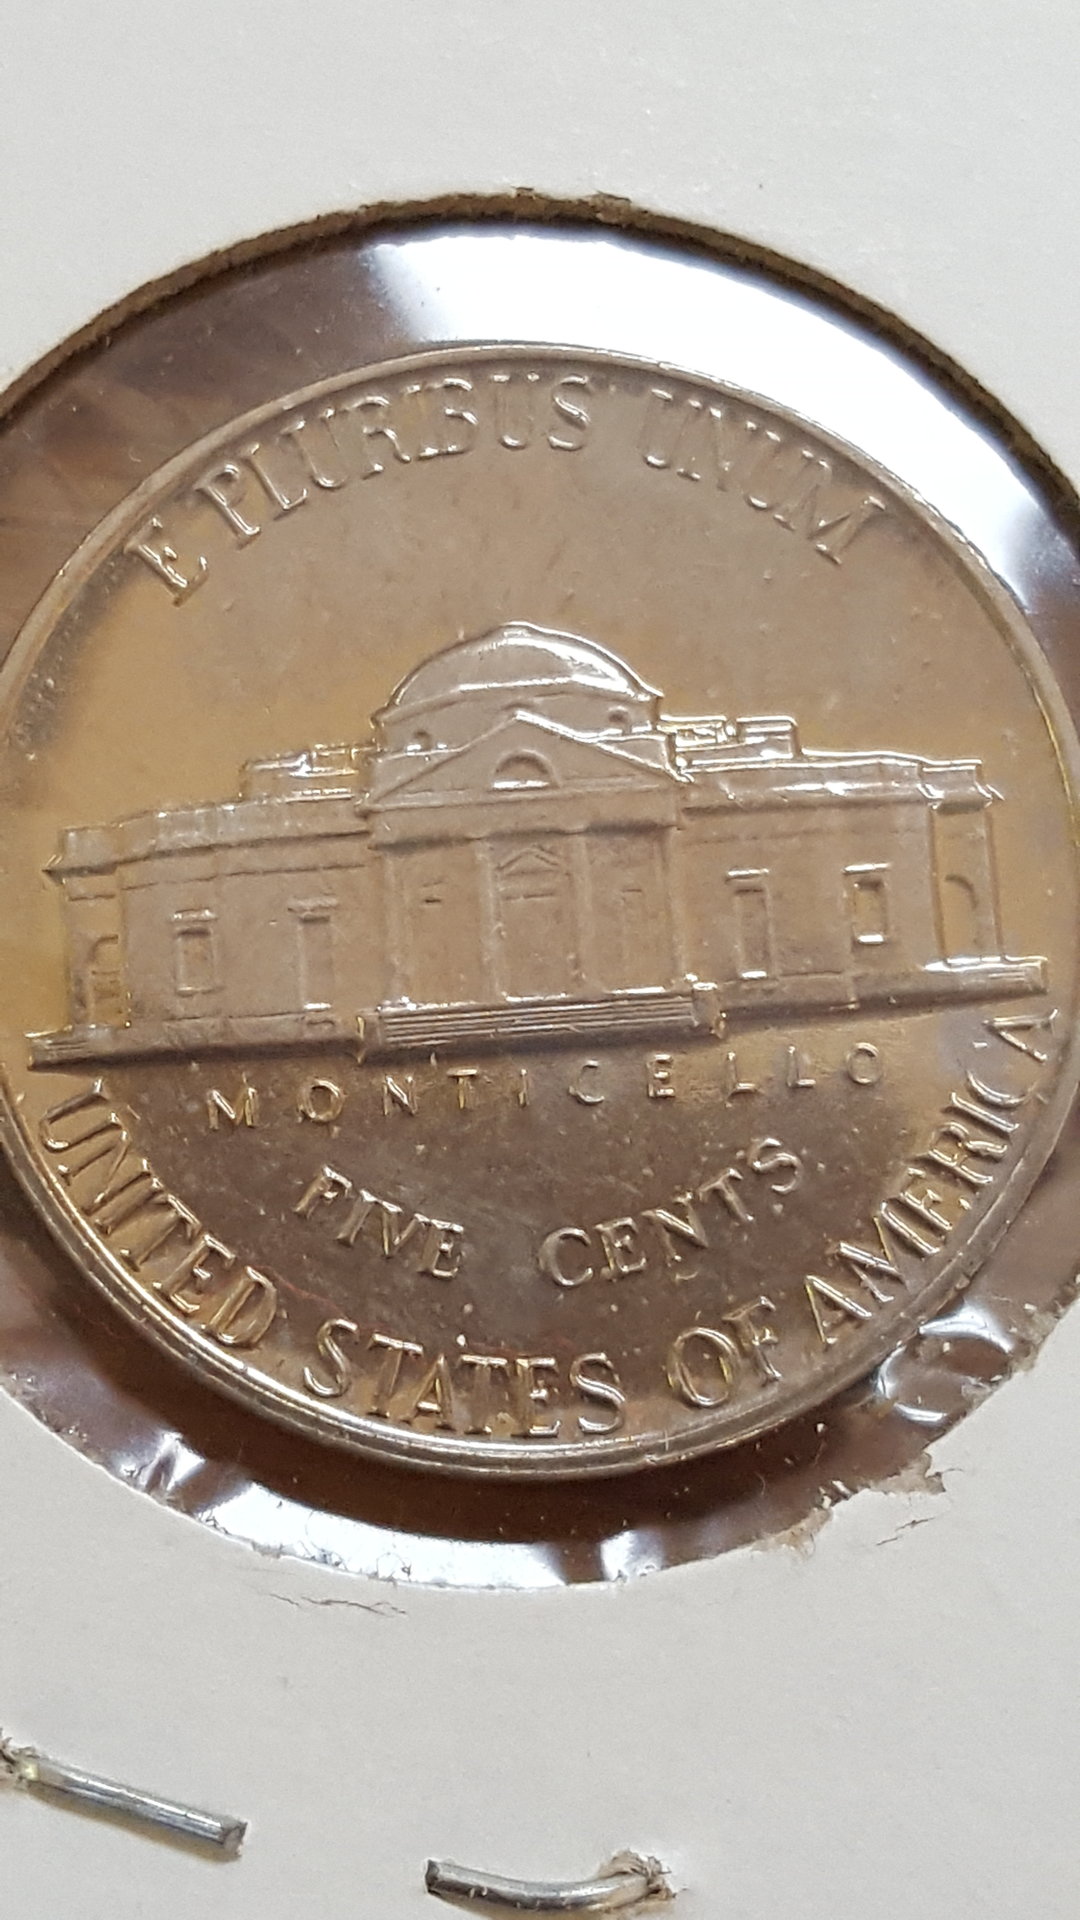 E PLURIBUS UNUM
MONTICELLO
FIVE CENTS
UNITED STATES OF AMERICA